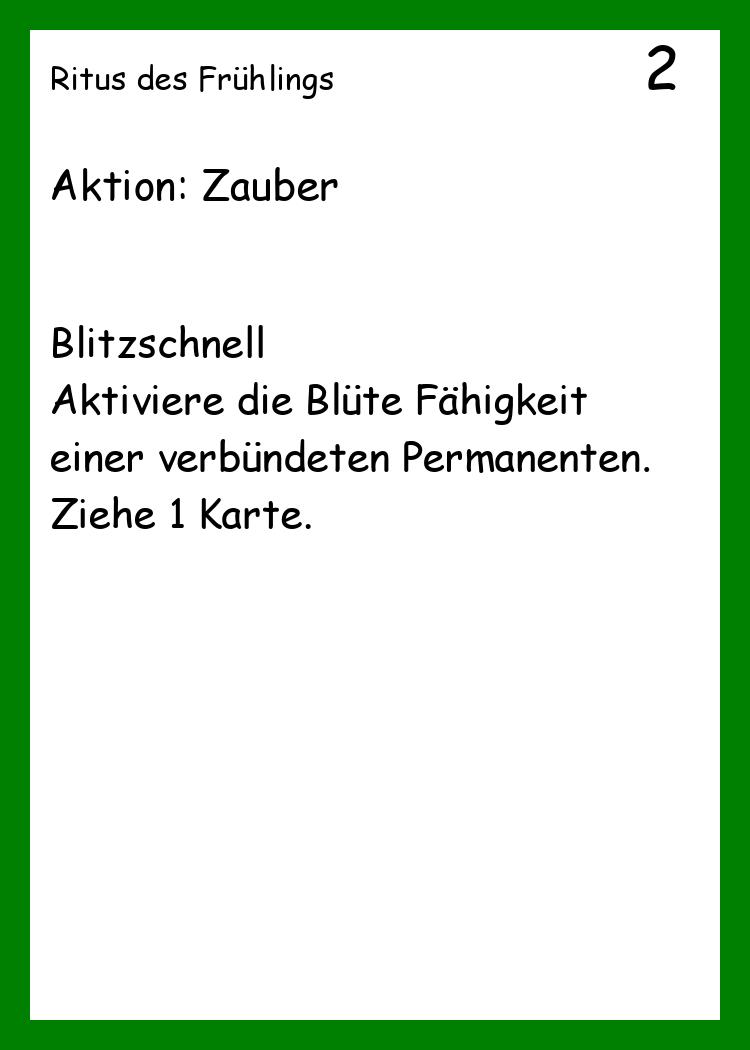 Ritus des Frühlings 2
Aktion: Zauber
Blitzschnell
Aktiviere die Blüte Fähigkeit
einer verbündeten Permanenten.
Ziehe 1 Karte.